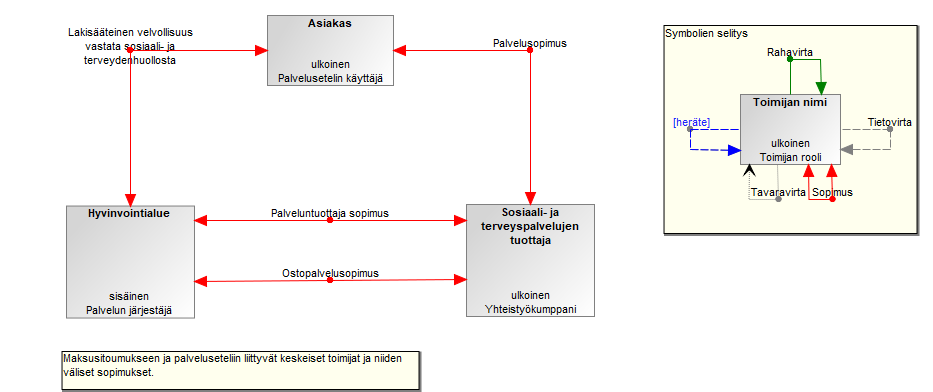 Asiakas
ulkoinen
Palvelusetelin käyttäjä
Lakisääteinen velvollisuus
vastata sosiaali- ja
terveydenhuollosta
Palvelusopimus
Hyvinvointialue
sisäinen
Palvelun järjestäjä
Palveluntuottaja sopimus
Ostopalvelusopimus
Sosiaali- ja
terveyspalvelujen
tuottaja
ulkoinen
Yhteistyökumppani
Maksusitoumukseen ja palveluseteliin liittyvät keskeiset toimijat ja niiden
väliset sopimukset.
Symbolien selitys
Rahavirta
Toimijan nimi
[heräte]
Tietovirta
ulkoinen
Toimijan rooli
Tavaravirta
Sopimus